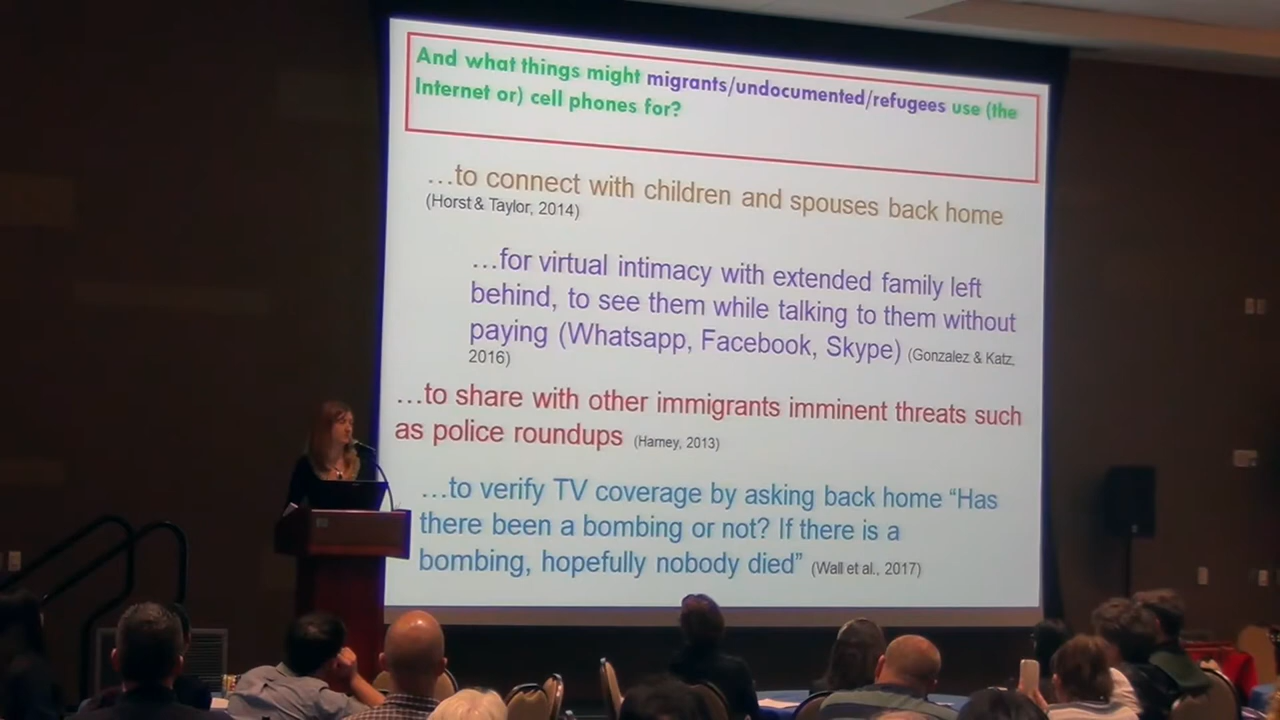 And what things might migrants/undocumented/refugees use (the
Internet or) cell phones for?
…to connect with children and spouses back home
(Horst & Taylor, 2014)
…for virtual intimacy with extended family left
behind, to see them while talking to them without
paying (Whatsapp, Facebook, Skype) (Gonzalez & Katz,
2016)
…to share with other immigrants imminent threats such
as police roundups (Harney, 2013)
…to verify TV coverage by asking back home “Has
there been a bombing or not? If there is a
bombing, hopefully nobody died” (Wall et al., 2017)